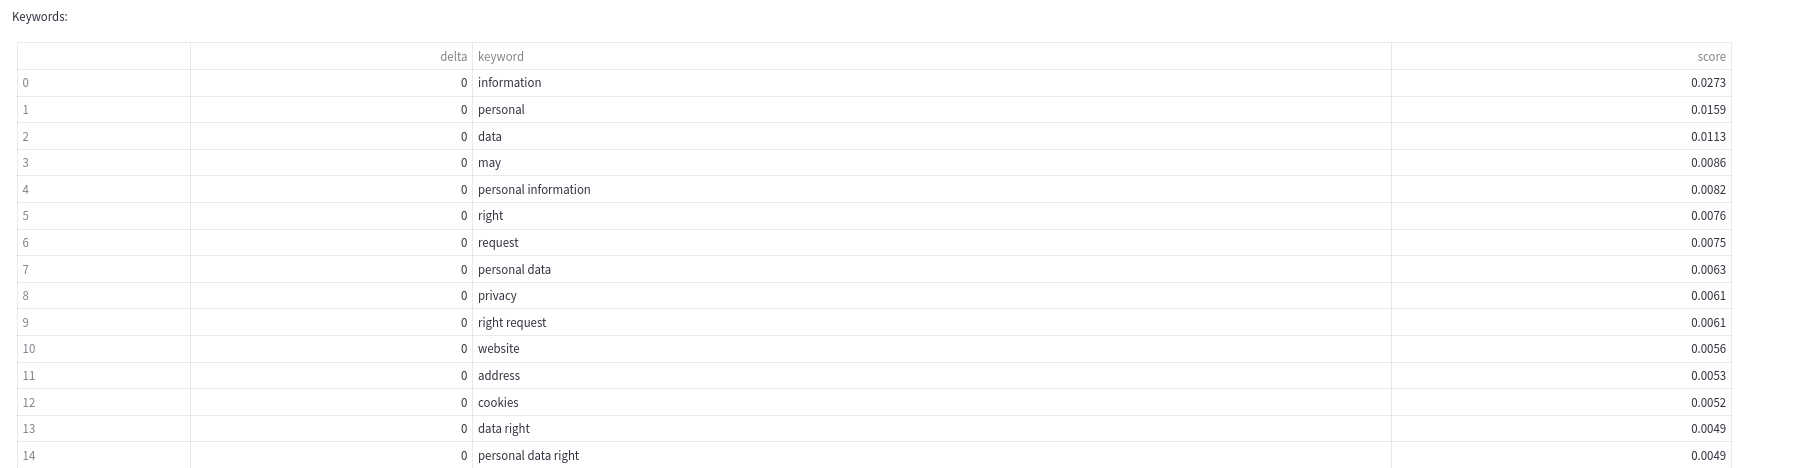 Keywords:
delta keyword score
0 0 information 0.0273
1 0 personal 0.0159
2 0 data 0.0113
3 0 may 0.0086
4 0 personal information 0.0082
5 0 right 0.0076
6 0 request 0.0075
7 0 personal data 0.0063
8 0 privacy 0.0061
9 0 right request 0.0061
10 0 website 0.0056
11 0 address 0.0053
12 0 cookies 0.0052
13 0 data right 0.0049
14 0 personal data right 0.0049